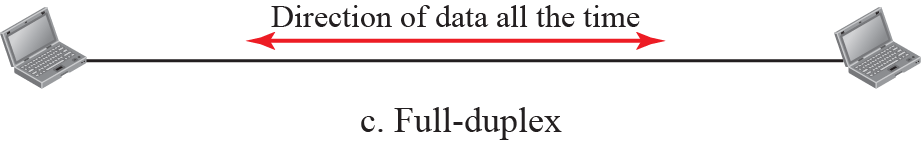 Direction of data all the time
c. Full-duplex